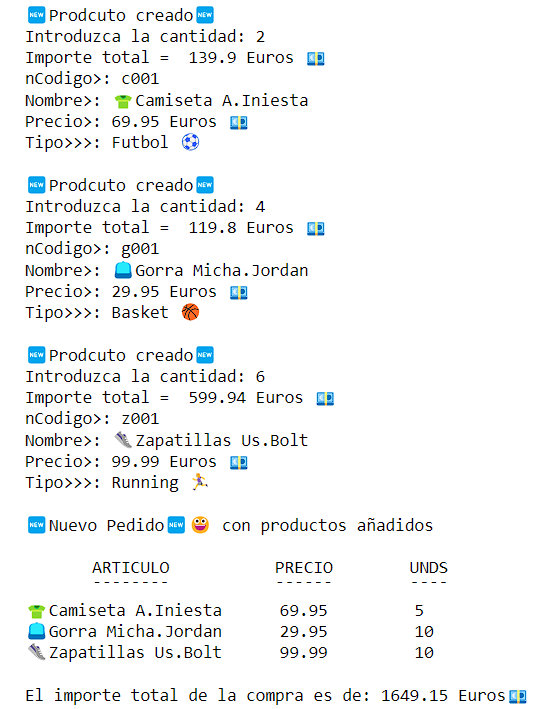 🆕Prodcuto creado🆕
Introduzca la cantidad: 2
Importe total =  139.9 Euros 💶
nCodigo>: c001
Nombre>: 👕Camiseta A.Iniesta
Precio>: 69.95 Euros 💶
Tipo>>>: Futbol ⚽
🆕Prodcuto creado🆕
Introduzca la cantidad: 4
Importe total =  119.8 Euros 💶
nCodigo>: g001
Nombre>: 🧢Gorra Micha.Jordan
Precio>: 29.95 Euros 💶
Tipo>>>: Basket 🏀
🆕Prodcuto creado🆕
Introduzca la cantidad: 6
Importe total =  599.94 Euros 💶
nCodigo>: z001
Nombre>: 👟Zapatillas Us.Bolt
Precio>: 99.99 Euros 💶
Tipo>>>: Running 🏃
🆕Nuevo Pedido🆕😀 con productos añadidos
ARTICULO PRECIO UNDS
-------- ------ ----
👕Camiseta A.Iniesta 69.95 5
🧢Gorra Micha.Jordan 29.95 10
👟Zapatillas Us.Bolt 99.99 10
El importe total de la compra es de: 1649.15 Euros💶